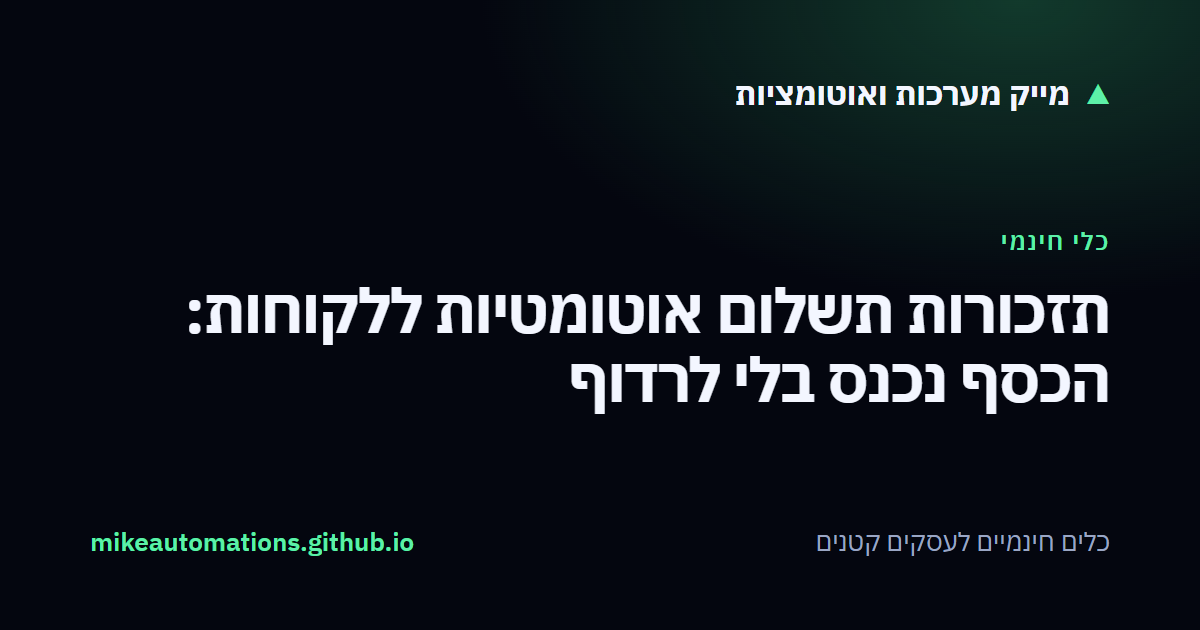 מייק מערכות ואוטומציות
כלי חינמי
תזכורות תשלום אוטומטיות ללקוחות:
הכסף נכנס בלי לרדוף
כלים חינמיים לעסקים קטנים
mikeautomations.github.io